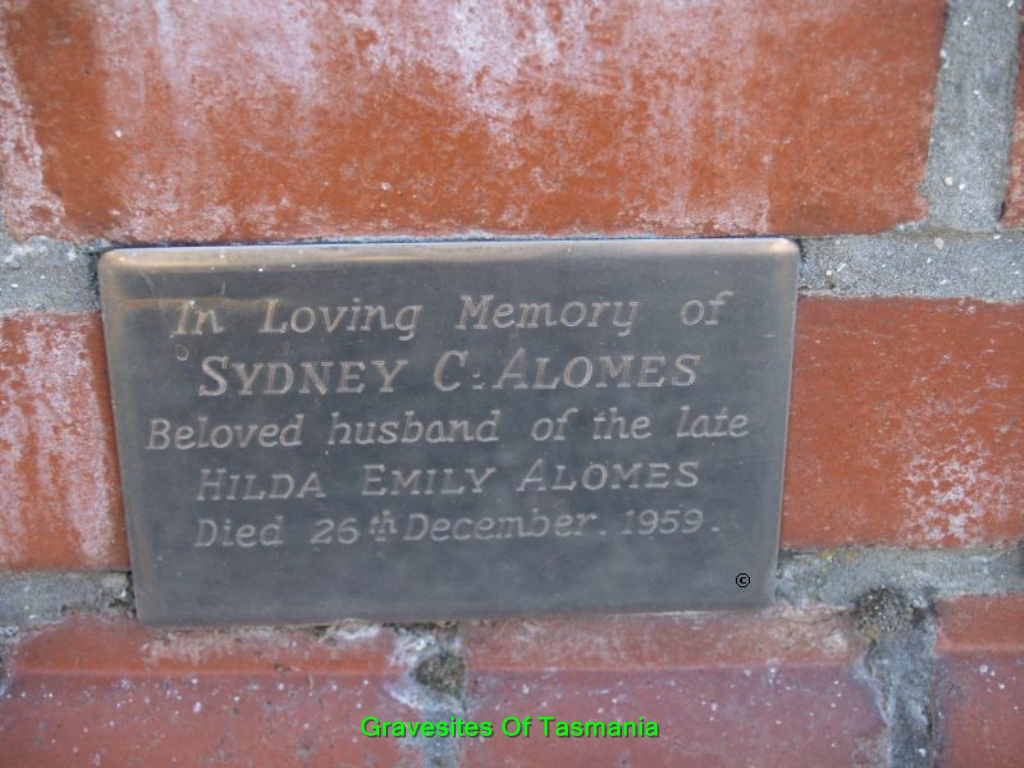 In Loving Memory of
SYDNEY C. ALOMES
Beloved husband of the late
HILDA EMILY ALOMES
Died 26th December. 1959.
©
Gravesites Of Tasmania